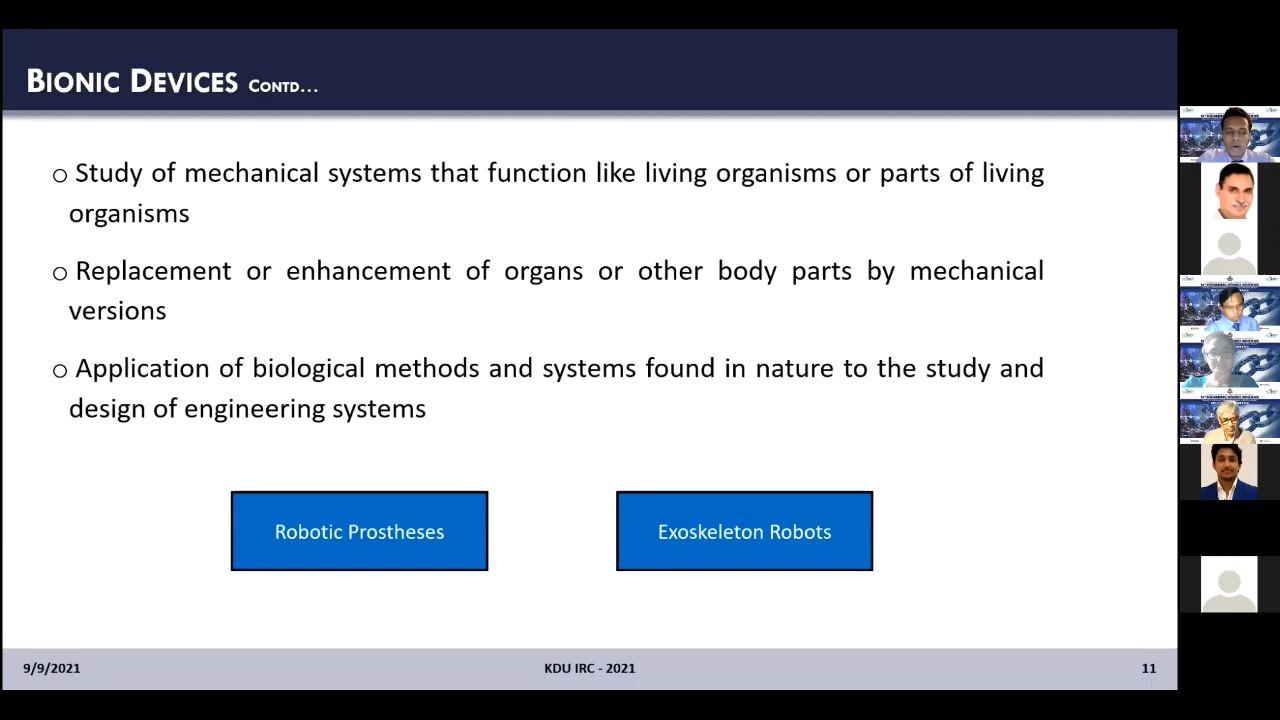 BIONIC DEVICES CONTD...
o Study of mechanical systems that function like living organisms or parts of living
organisms
o Replacement or enhancement of organs or other body parts by mechanical
versions
o Application of biological methods and systems found in nature to the study and
design of engineering systems
Robotic Prostheses
Exoskeleton Robots
9/9/2021
KDU IRC - 2021
11